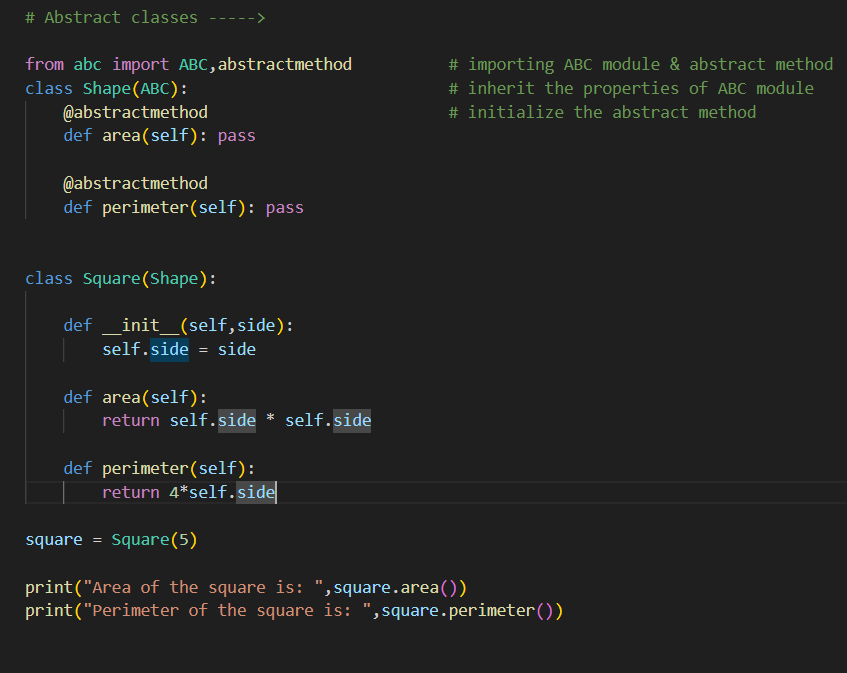 # Abstract classes ----->
from abc import ABC,abstractmethod          # importing ABC module & abstract method
class Shape(ABC):                           # inherit the properties of ABC module
    @abstractmethod                         # initialize the abstract method
    def area(self): pass
    @abstractmethod
    def perimeter(self): pass
class Square(Shape):
    def __init__(self,side):
        self.side = side
    def area(self):
        return self.side * self.side
    def perimeter(self):
        return 4*self.side
square = Square(5)
print("Area of the square is: ",square.area())
print("Perimeter of the square is: ",square.perimeter())